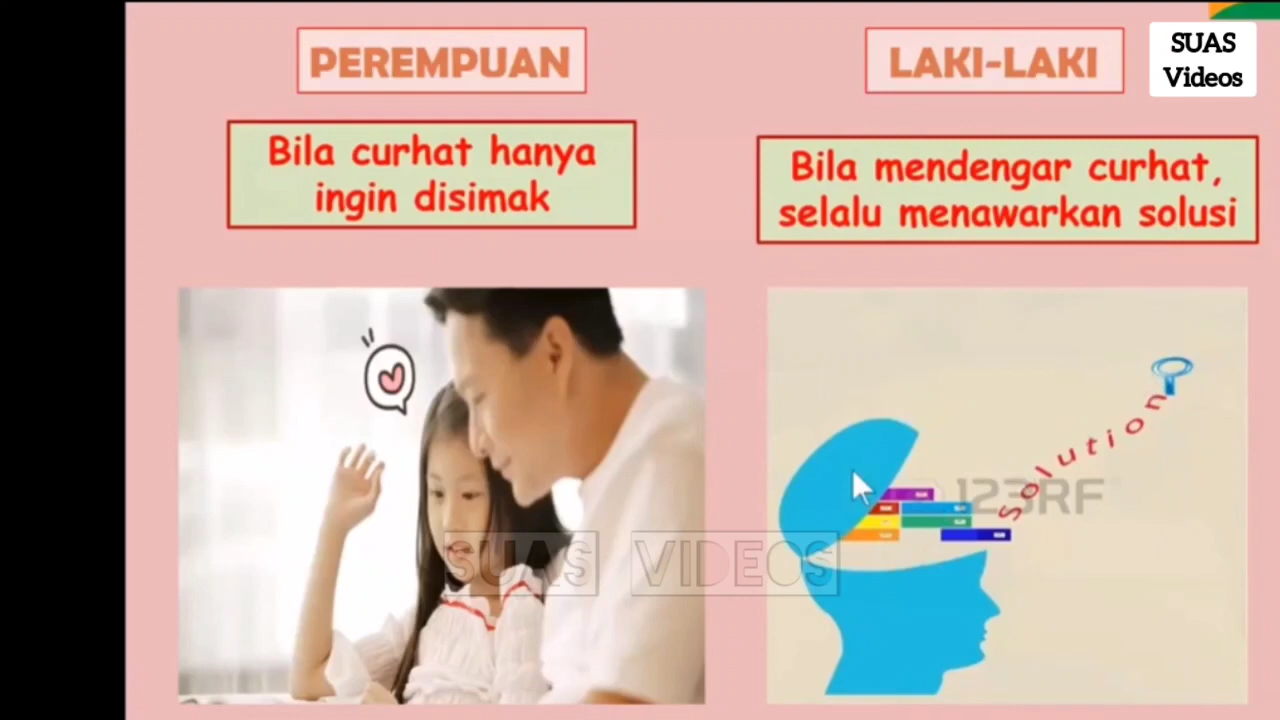 PEREMPUAN
LAKI-LAKI
SUAS
Videos
Bila curhat hanya
ingin disimak
Bila mendengar curhat,
selalu menawarkan solusi
Solution
123RF
SUAS VIDEOS